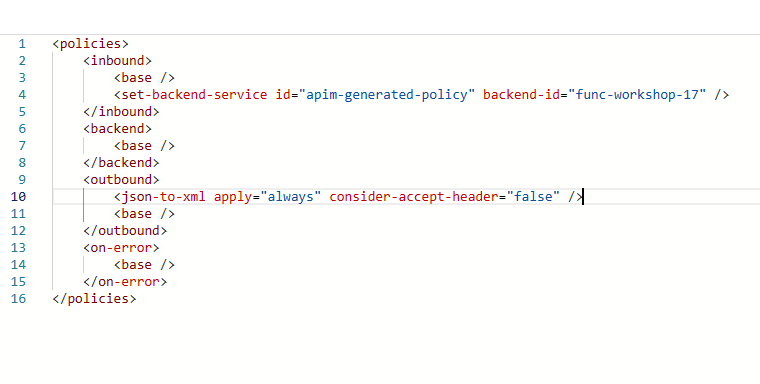 1 <policies>
2 <inbound>
3 <base />
4 <set-backend-service id="apim-generated-policy" backend-id="func-workshop-17" />
5 </inbound>
6 <backend>
7 <base />
8 </backend>
9 <outbound>
10 <json-to-xml apply="always" consider-accept-header="false" />
11 <base />
12 </outbound>
13 <on-error>
14 <base />
15 </on-error>
16 </policies>